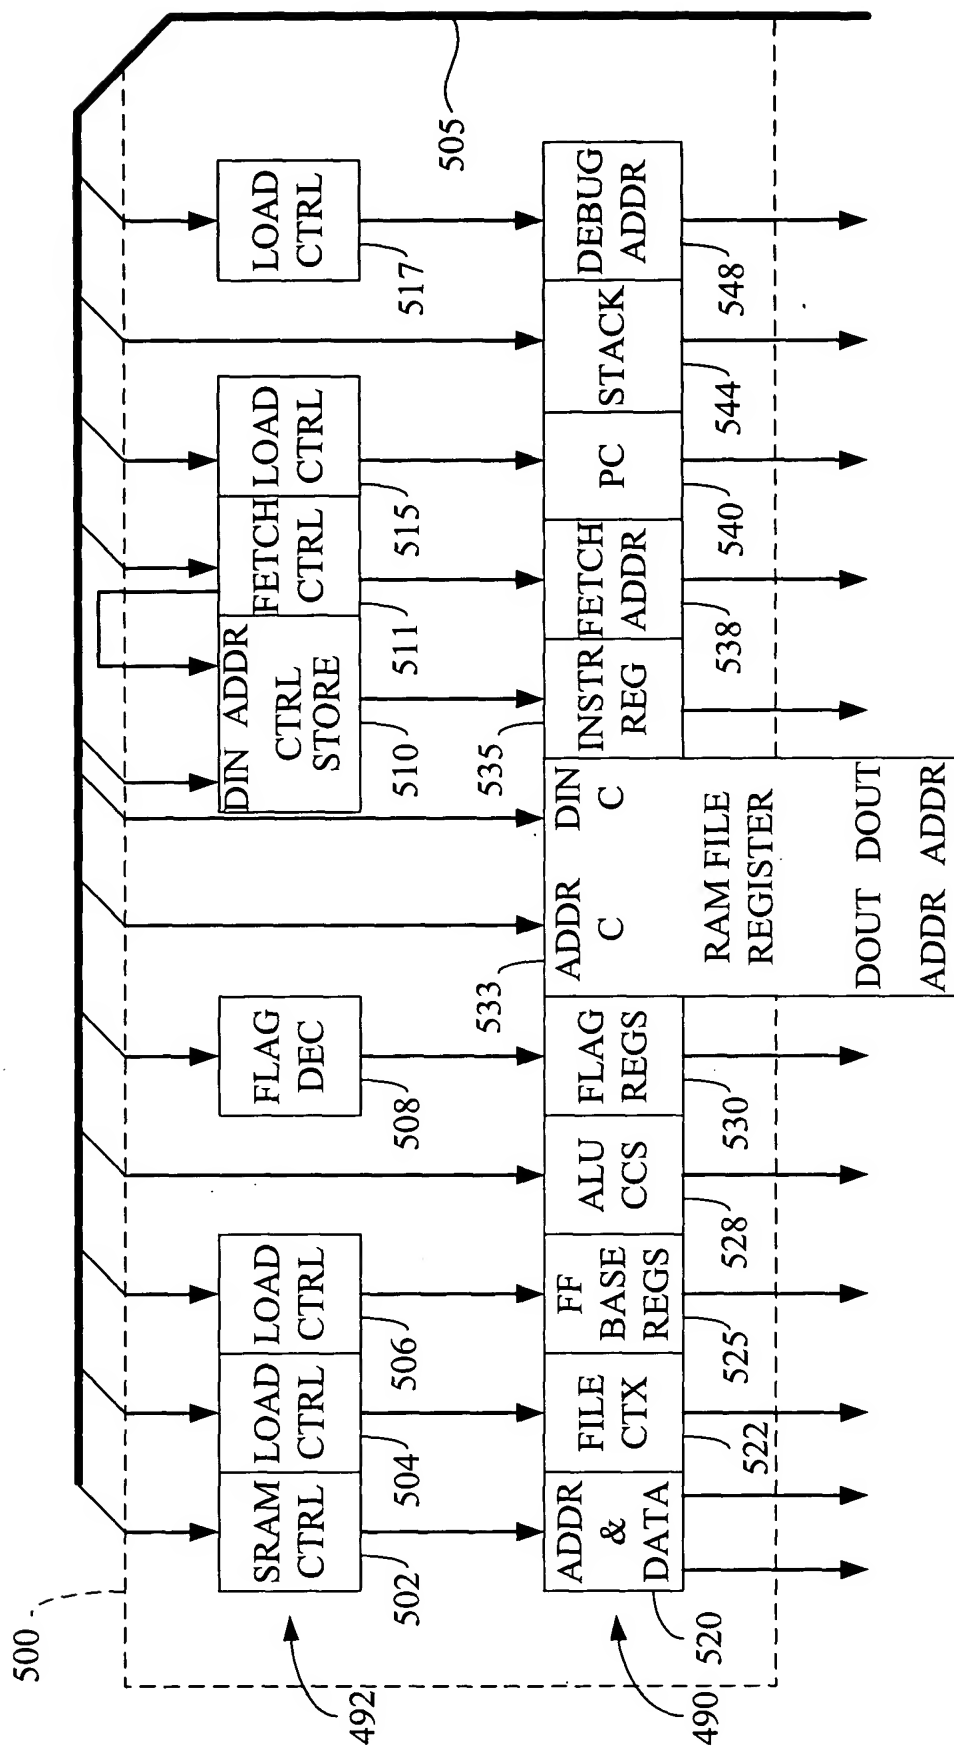 500
492
490
505
SRAM
CTRL
502
LOAD
CTRL
504
LOAD
CTRL
506
FLAG
DEC
508
DIN ADDR
CTRL
STORE
510
FETCH
CTRL
511
LOAD
CTRL
515
LOAD
CTRL
517
ADDR
&
DATA
520
FILE
CTX
522
FF
BASE
REGS
525
ALU
CCS
528
FLAG
REGS
530
533
ADDR DIN
C C
RAM FILE
REGISTER
DOUT DOUT
ADDR ADDR
535
INSTR
REG
FETCH
ADDR
538
PC
540
STACK
544
DEBUG
ADDR
548